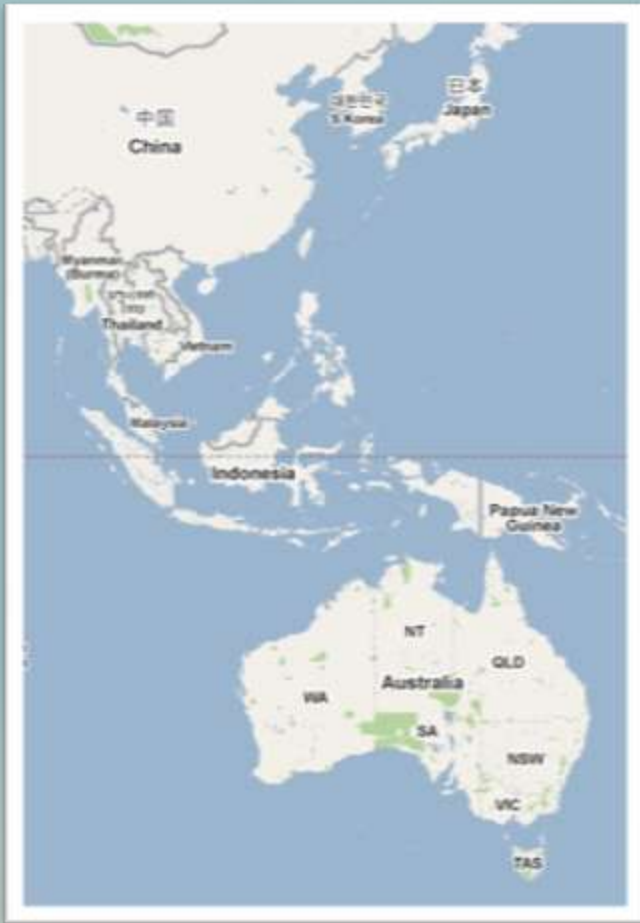 中国
China
대한민국
S Korea
日本
Japan
Myanmar
(Burma)
Thailand
Vietnam
Malaysia
Indonesia
Papua New
Guinea
NT
QLD
Australia
WA
SA
NSW
VIC
TAS